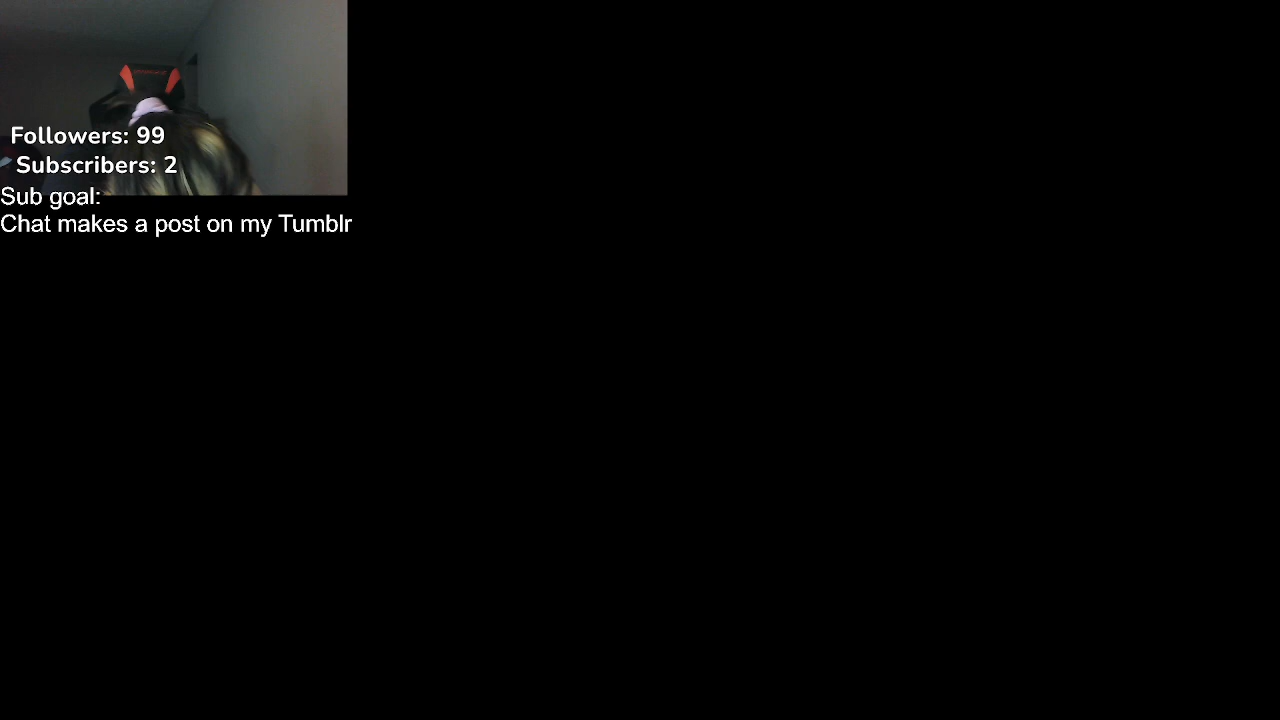 Followers: 99
Subscribers: 2
Sub goal:
Chat makes a post on my Tumblr